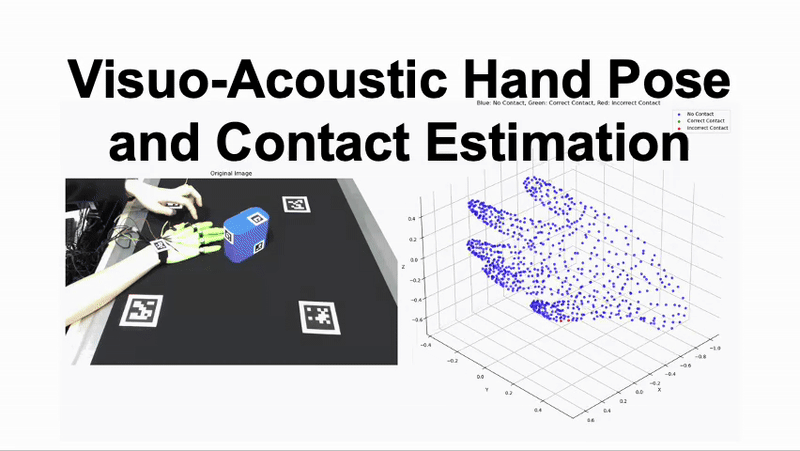 Visuo-Acoustic Hand Pose
Blue: No Contact, Green: Correct Contact, Red: Incorrect Contact
No Contact
Correct Contact
Incorrect Contact
and Contact Estimation
Original Image
0.4
0.2
0.0
Z
-0.2
-0.4
-0.6
-0.4
-0.2
0.0
Y
0.2
0.4
-1.0
-0.8
-0.6
-0.4
X
-0.2
0.0
0.2
0.4
0.6